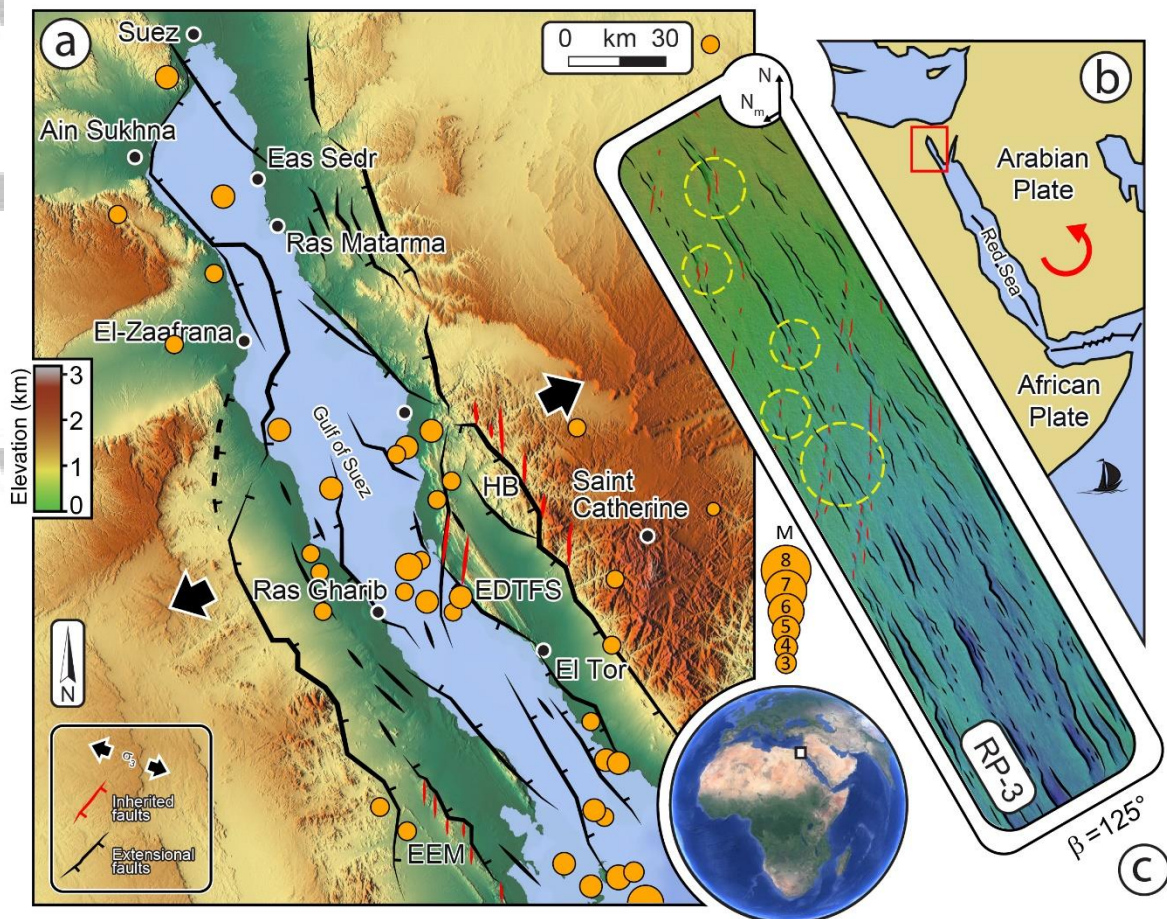 a
Suez
0 km 30
Ain Sukhna
Eas Sedr
Ras Matarma
El-Zaafrana
Elevation (km)
3
2
1
0
Gulf of Suez
HB
Saint
Catherine
Ras Gharib
EDTFS
El Tor
N
σ3
Inherited
faults
Extensional
faults
EEM
M
8
7
6
5
4
3
b
Arabian
Plate
Red Sea
African
Plate
N
Nm
RP-3
β =125°
c